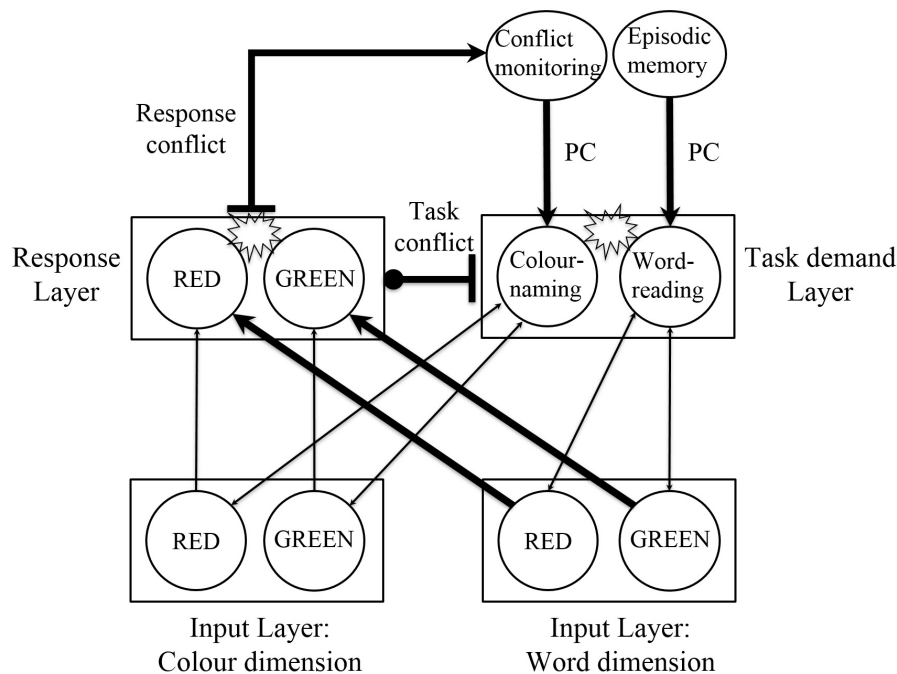 Conflict
monitoring
Episodic
memory
Response
conflict
PC
PC
Task
conflict
Response
Layer
RED
GREEN
Colour-
naming
Word-
reading
Task demand
Layer
RED
GREEN
RED
GREEN
Input Layer:
Colour dimension
Input Layer:
Word dimension